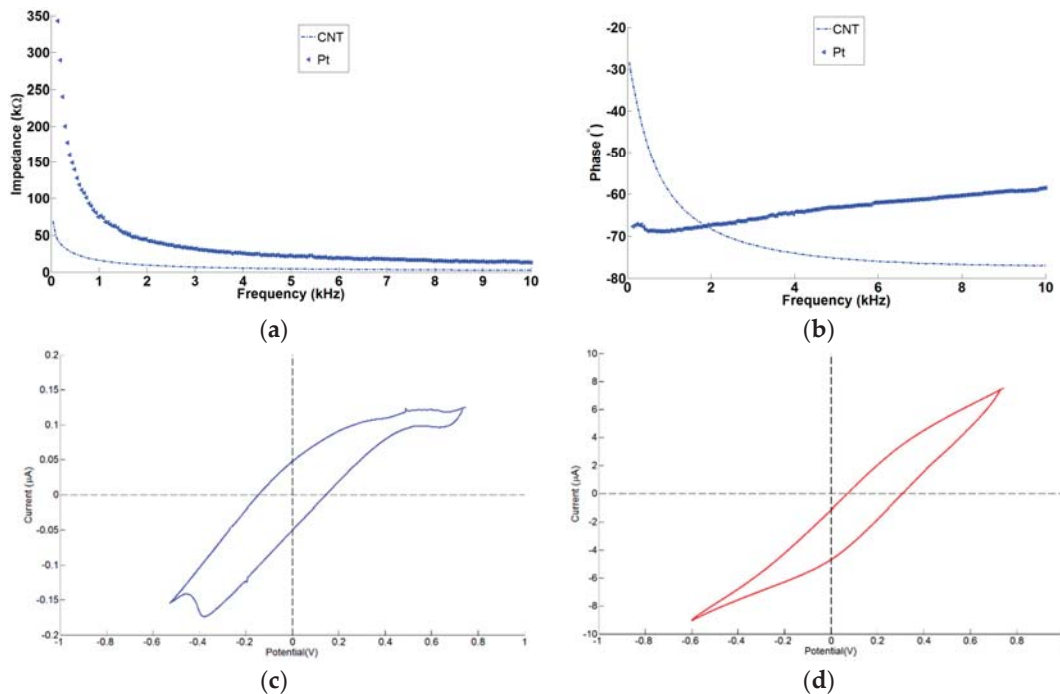 350
300
250
200
150
100
50
0
Impedance (kΩ)
CNT
Pt
0 1 2 3 4 5 6 7 8 9 10
Frequency (kHz)
(a)
-20
-30
-40
-50
-60
-70
-80
Phase (°)
CNT
Pt
0 2 4 6 8 10
Frequency (kHz)
(b)
0.2
0.15
0.1
0.05
0
-0.05
-0.1
-0.15
-0.2
Current (μA)
-1 -0.8 -0.6 -0.4 -0.2 0 0.2 0.4 0.6 0.8 1
Potential(V)
(c)
10
8
6
4
2
0
-2
-4
-6
-8
-10
Current (μA)
-1 -0.8 -0.6 -0.4 -0.2 0 0.2 0.4 0.6 0.8
Potential(V)
(d)